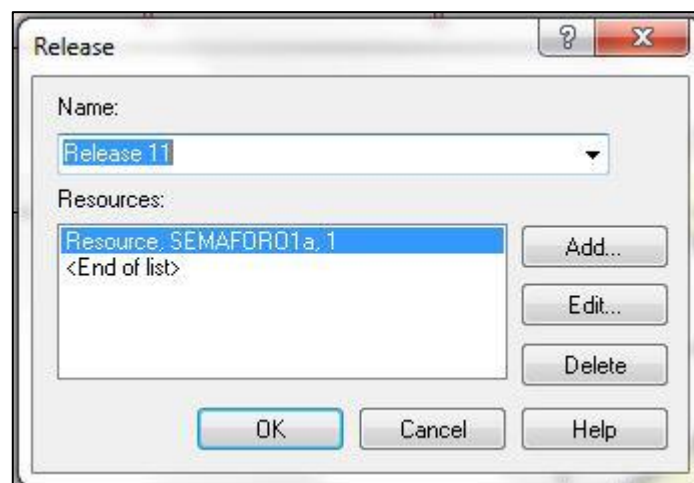 Release
Name:
Release 11
Resources:
Resource, SEMAFORO1a, 1
<End of list>
Add...
Edit...
Delete
OK
Cancel
Help